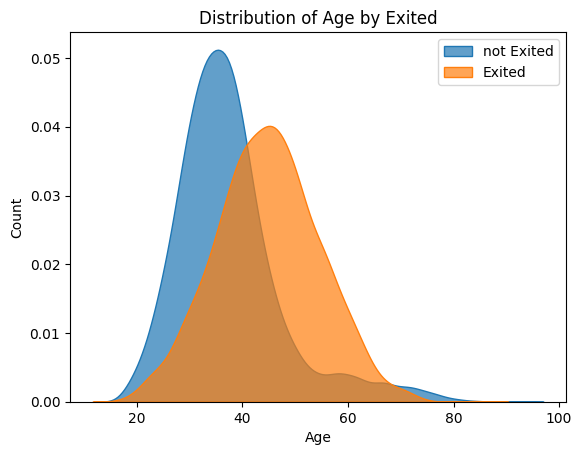 Distribution of Age by Exited
not Exited
Exited
Count
0.05
0.04
0.03
0.02
0.01
0.00
20
40
60
80
100
Age